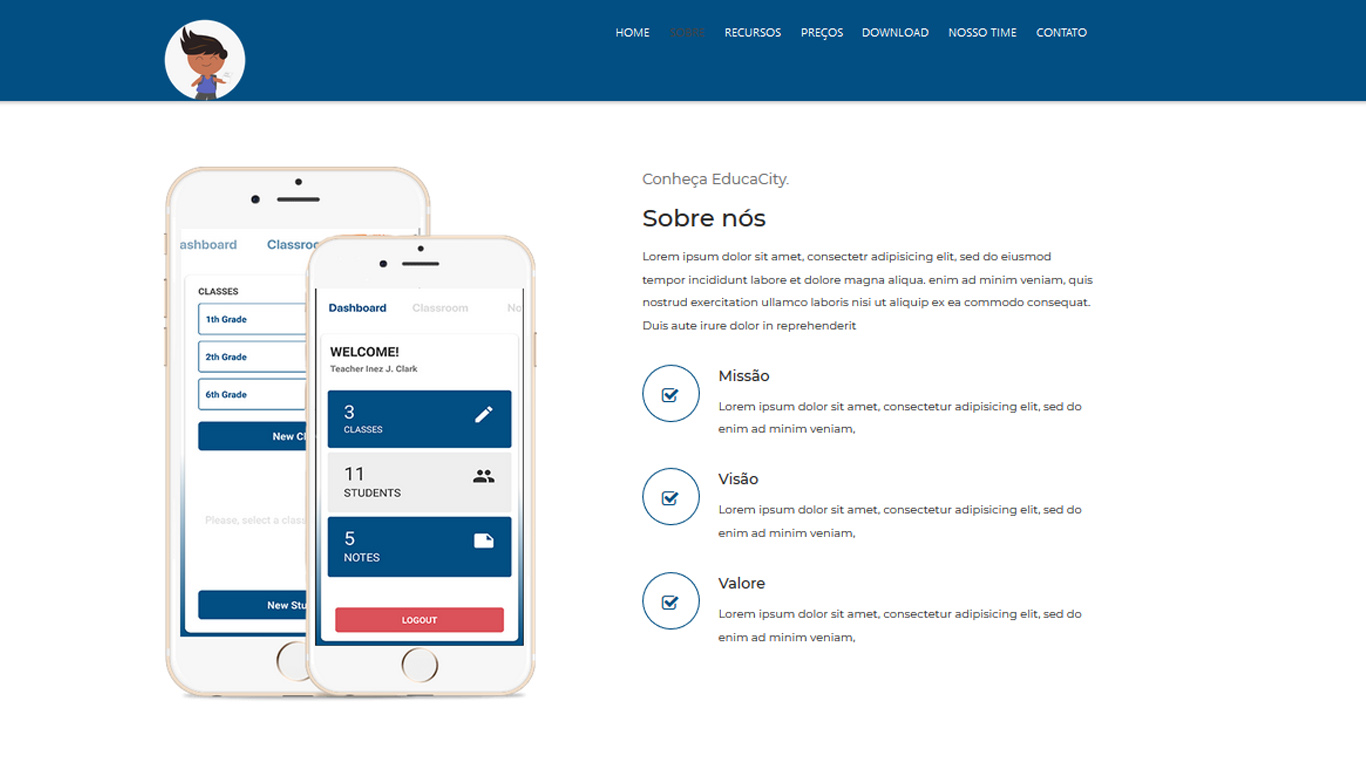 HOME SOBRE RECURSOS PREÇOS DOWNLOAD NOSSO TIME CONTATO
ashboard Classroo
CLASSES
1th Grade
2th Grade
6th Grade
New Cl
Please, select a class
New Stu
Dashboard Classroom No
WELCOME!
Teacher Inez J. Clark
3
CLASSES
11
STUDENTS
5
NOTES
LOGOUT
Conheça EducaCity.
Sobre nós
Lorem ipsum dolor sit amet, consectetr adipisicing elit, sed do eiusmod
tempor incididunt labore et dolore magna aliqua. enim ad minim veniam, quis
nostrud exercitation ullamco laboris nisi ut aliquip ex ea commodo consequat.
Duis aute irure dolor in reprehenderit
Missão
Lorem ipsum dolor sit amet, consectetur adipisicing elit, sed do
enim ad minim veniam,
Visão
Lorem ipsum dolor sit amet, consectetur adipisicing elit, sed do
enim ad minim veniam,
Valore
Lorem ipsum dolor sit amet, consectetur adipisicing elit, sed do
enim ad minim veniam,